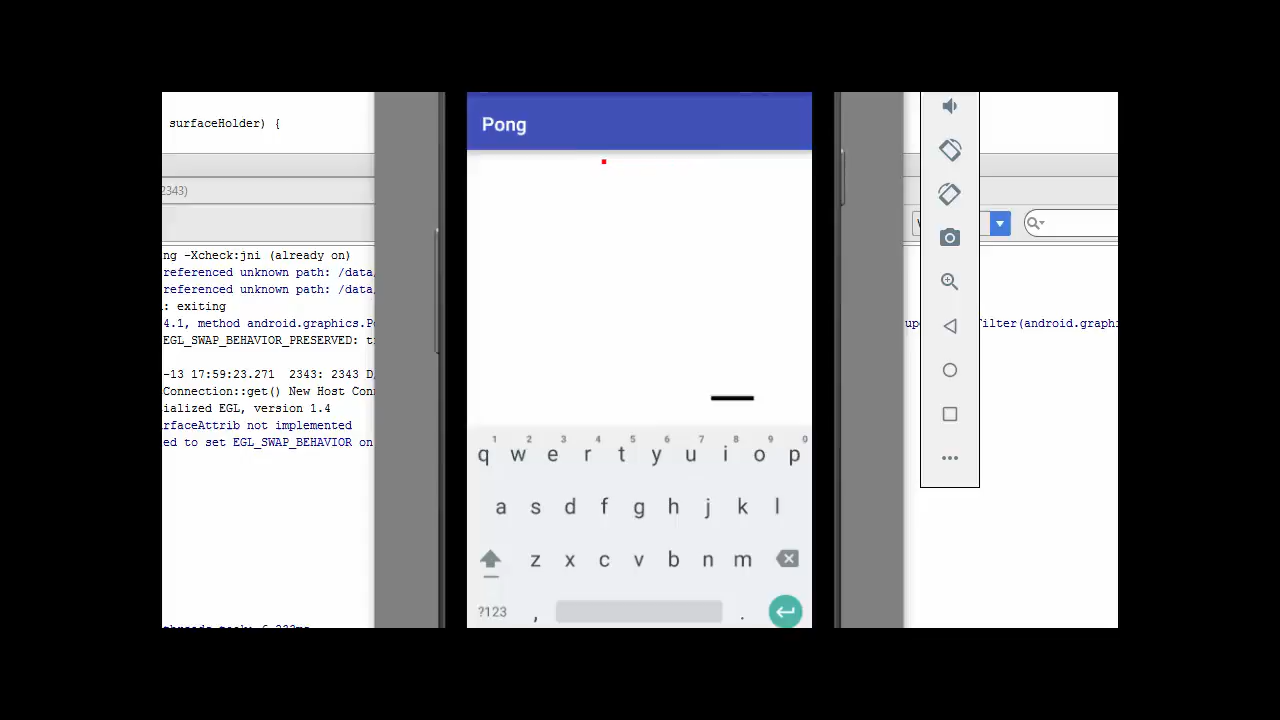 surfaceHolder) {
Pong
2343)
ng -Xcheck:jni (already on)
referenced unknown path: /data/
referenced unknown path: /data/
: exiting
4.1, method android.graphics.P
ilter(android.graphi
EGL_SWAP_BEHAVIOR_PRESERVED: t
-13 17:59:23.271 2343: 2343 D
Connection::get() New Host Con
ialized EGL, version 1.4
rfaceAttrib not implemented
ed to set EGL_SWAP_BEHAVIOR on
1 2 3 4 5 6 7 8 9 0
q w e r t y u i o p
a s d f g h j k l
z x c v b n m
?123 , .